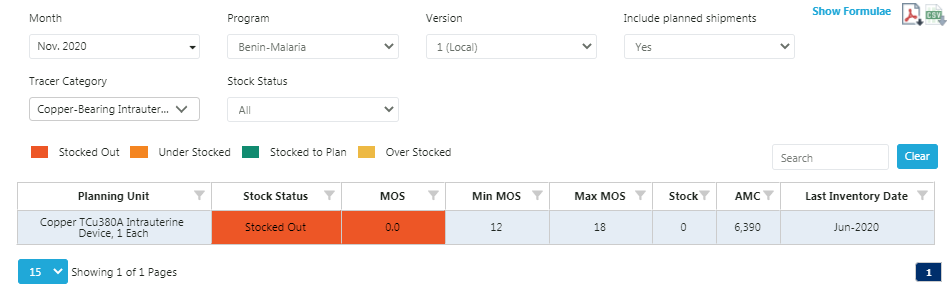 Show Formulae
CSV
Month
Program
Version
Include planned shipments
Nov. 2020
Benin-Malaria
1 (Local)
Yes
Tracer Category
Stock Status
Copper-Bearing Intrauter...
All
Stocked Out
Under Stocked
Stocked to Plan
Over Stocked
Search
Clear
Planning Unit
Stock Status
MOS
Min MOS
Max MOS
Stock
AMC
Last Inventory Date
Copper TCu380A Intrauterine
Device, 1 Each
Stocked Out
0.0
12
18
0
6,390
Jun-2020
15
Showing 1 of 1 Pages
1